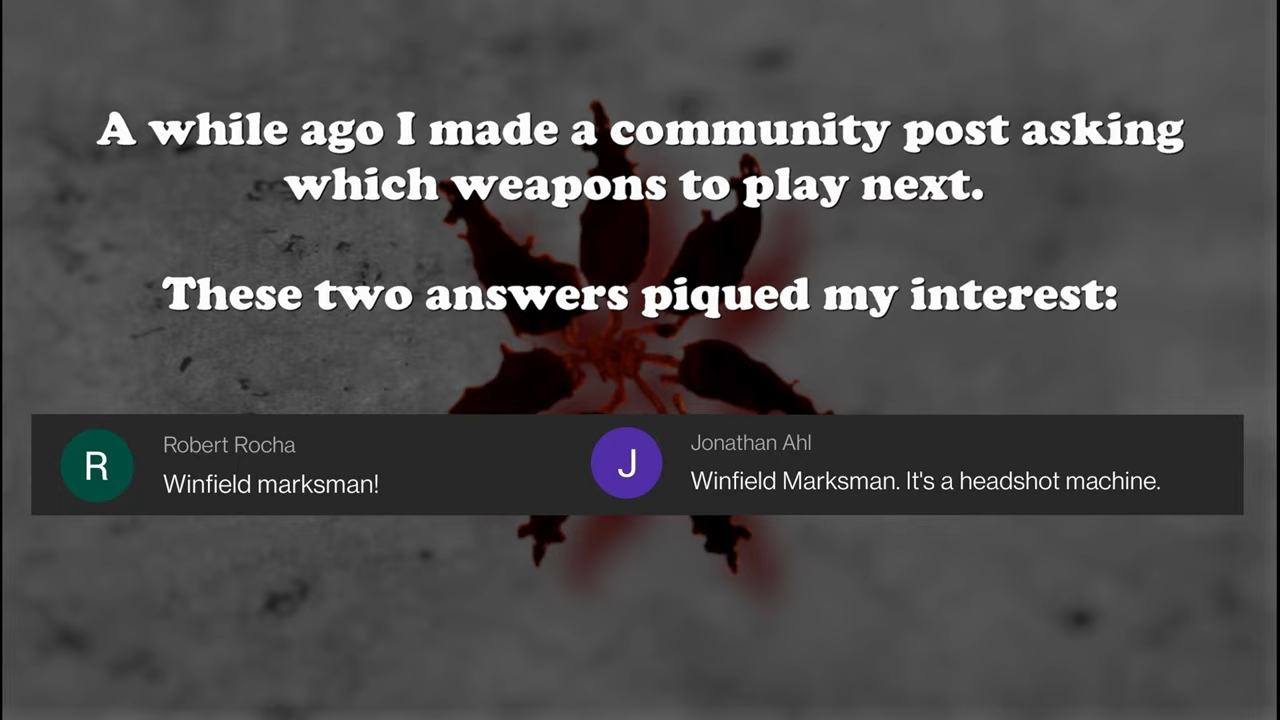 A while ago I made a community post asking
which weapons to play next.
These two answers piqued my interest:
R
Robert Rocha
Winfield marksman!
J
Jonathan Ahl
Winfield Marksman. It's a headshot machine.